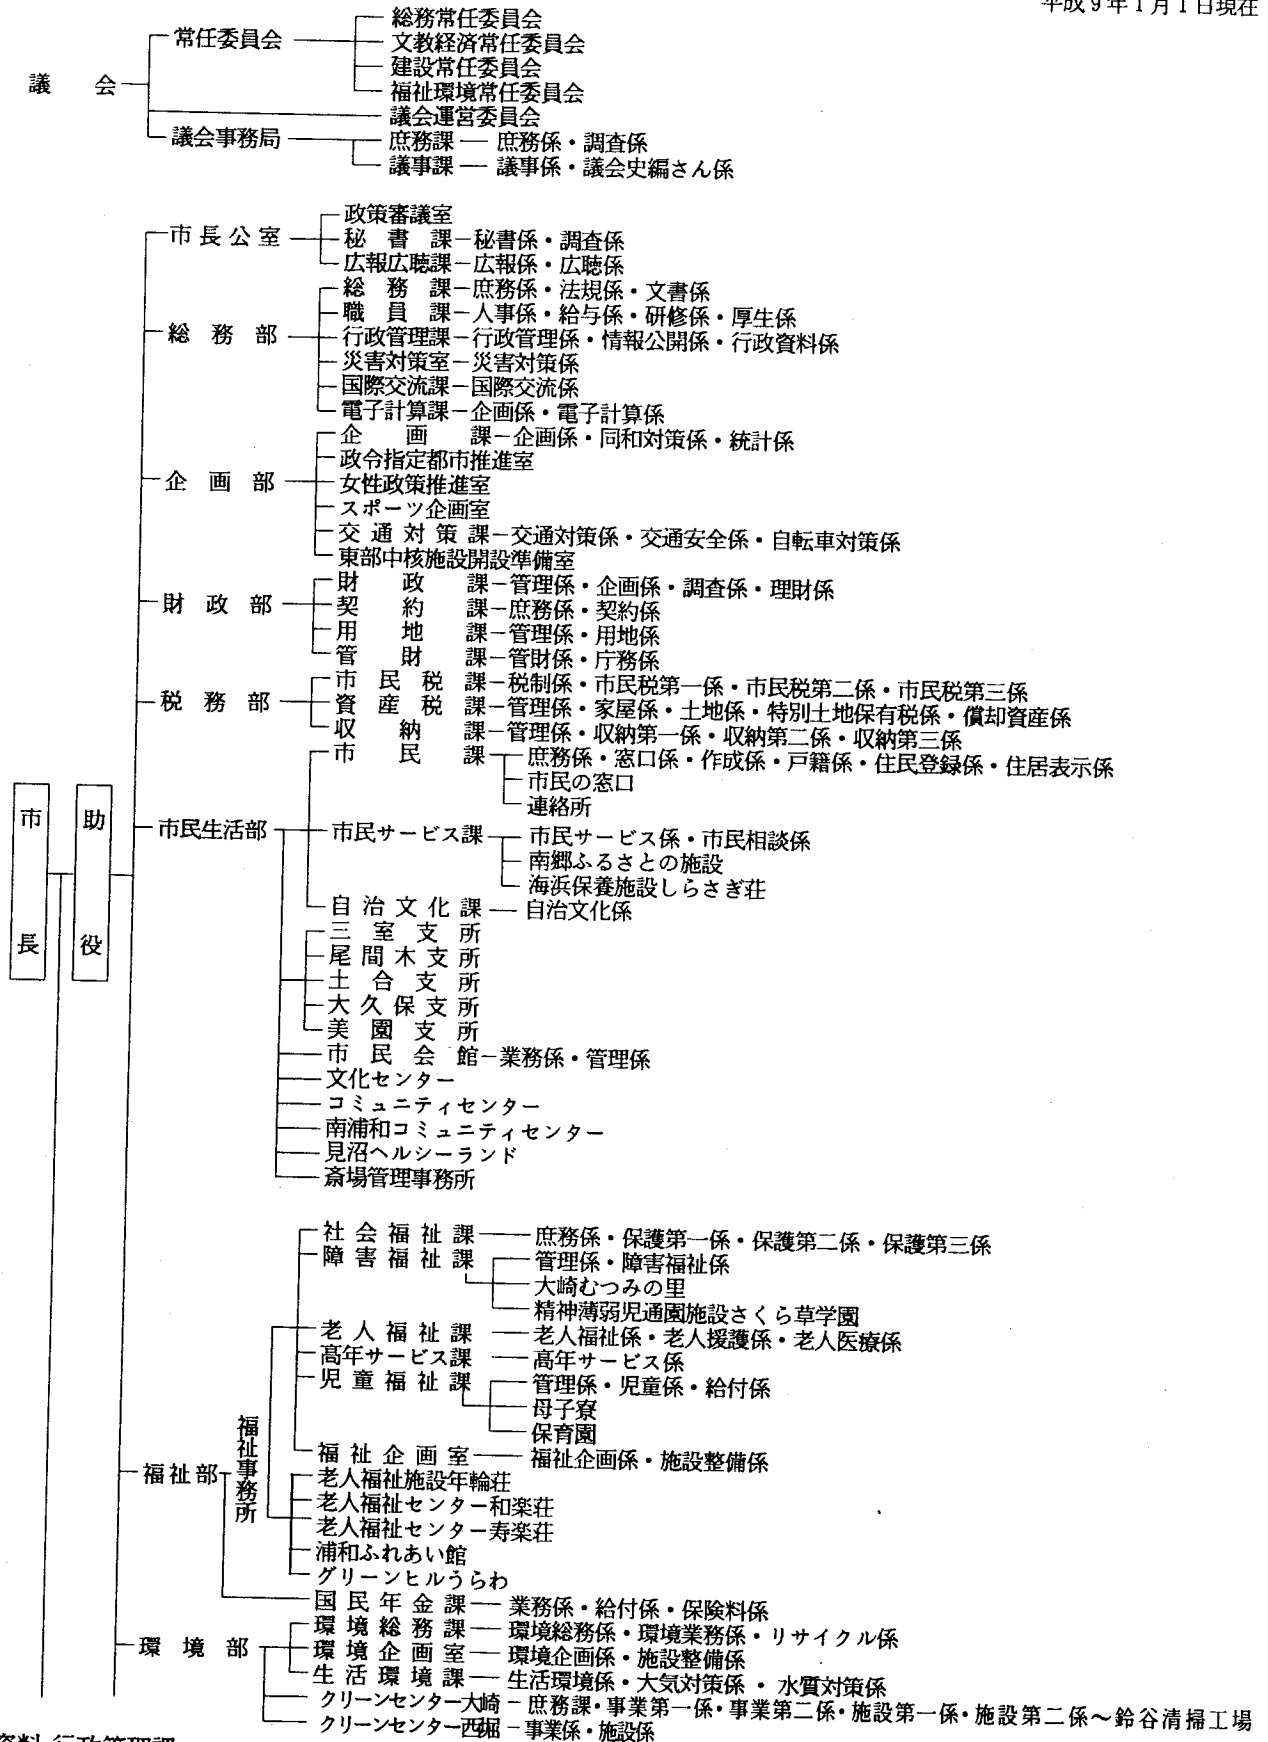 平成9年1月1日現在
総務常任委員会
常任委員会 文教経済常任委員会
建設常任委員会
議会 福祉環境常任委員会
議会運営委員会
議会事務局 庶務課 庶務係・調査係
議事課 議事係・議会史編さん係
政策審議室
市長公室 秘書課－秘書係・調査係
広報広聴課－広報係・広聴係
総務課－庶務係・法規係・文書係
職員課－人事係・給与係・研修係・厚生係
総務部 行政管理課－行政管理係・情報公開係・行政資料係
災害対策室－災害対策係
国際交流課－国際交流係
電子計算課－企画係・電子計算係
企画課－企画係・同和対策係・統計係
政令指定都市推進室
企画部 女性政策推進室
スポーツ企画室
交通対策課－交通対策係・交通安全係・自転車対策係
東部中核施設開設準備室
財政課－管理係・企画係・調査係・理財係
財政部 契約課－庶務係・契約係
用地課－管理係・用地係
管財課－管財係・庁務係
市民税課－税制係・市民税第一係・市民税第二係・市民税第三係
税務部 資産税課－管理係・家屋係・土地係・特別土地保有税係・償却資産係
収納課－管理係・収納第一係・収納第二係・収納第三係
市民課 庶務係・窓口係・作成係・戸籍係・住民登録係・住居表示係
市民の窓口
連絡所
市長 助役 市民生活部 市民サービス課 市民サービス係・市民相談係
南郷ふるさとの施設
海浜保養施設しらさぎ荘
自治文化課 自治文化係
三室支所
尾間木支所
土合支所
大久保支所
美園支所
市民会館－業務係・管理係
文化センター
コミュニティセンター
南浦和コミュニティセンター
見沼ヘルシーランド
斎場管理事務所
社会福祉課 庶務係・保護第一係・保護第二係・保護第三係
障害福祉課 管理係・障害福祉係
大崎むつみの里
精神薄弱児通園施設さくら草学園
老人福祉課 老人福祉係・老人援護係・老人医療係
高年サービス課 高年サービス係
児童福祉課 管理係・児童係・給付係
母子寮
保育園
福祉部 福祉事務所 福祉企画室 福祉企画係・施設整備係
老人福祉施設年輪荘
老人福祉センター和楽荘
老人福祉センター寿楽荘
浦和ふれあい館
グリーンヒルうらわ
国民年金課 業務係・給付係・保険料係
環境総務課 環境総務係・環境業務係・リサイクル係
環境部 環境企画室 環境企画係・施設整備係
生活環境課 生活環境係・大気対策係・水質対策係
クリーンセンター大崎－庶務課・事業第一係・事業第二係・施設第一係・施設第二係～鈴谷清掃工場
クリーンセンター西堀－事業係・施設係
資料 行政管理課